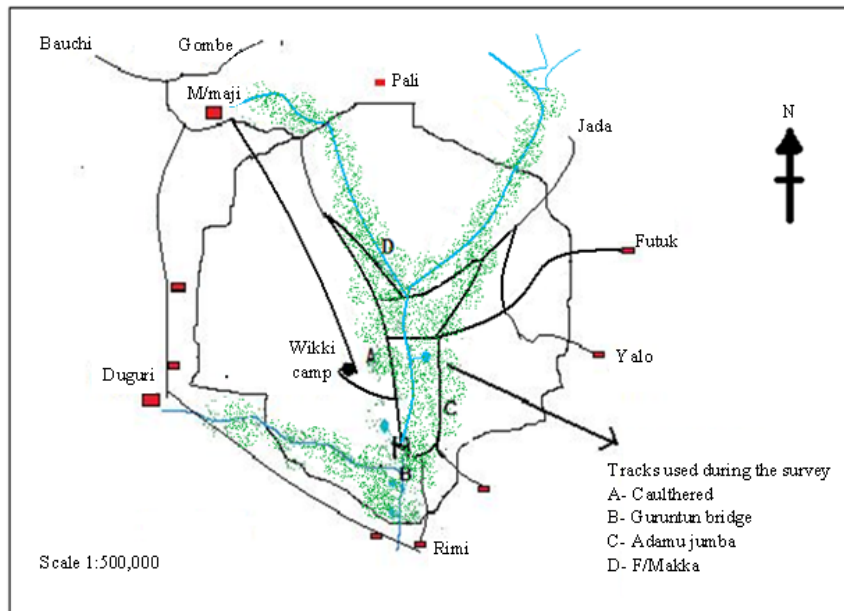 Bauchi
Gombe
M/maji
Pali
N
Jada
D
Futuk
Wikki
camp
A
Yalo
Duguri
C
B
Tracks used during the survey
A- Caulthered
B- Guruntun bridge
C- Adamu jumba
D- F/Makka
Rimi
Scale 1:500,000